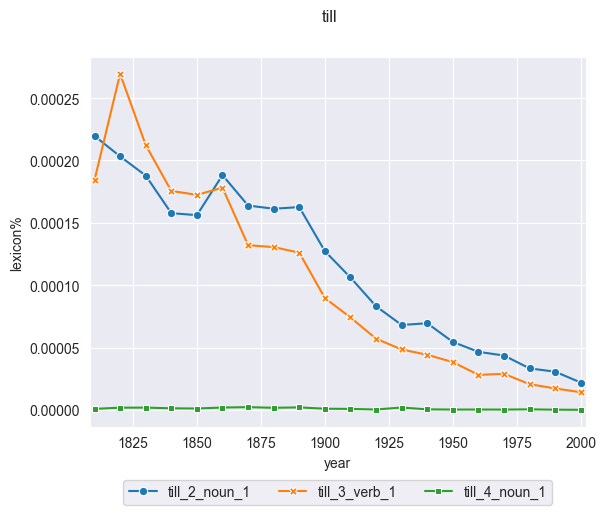 till
0.00025
0.00020
0.00015
0.00010
0.00005
0.00000
lexicon%
1825 1850 1875 1900 1925 1950 1975 2000
year
till_2_noun_1 till_3_verb_1 till_4_noun_1